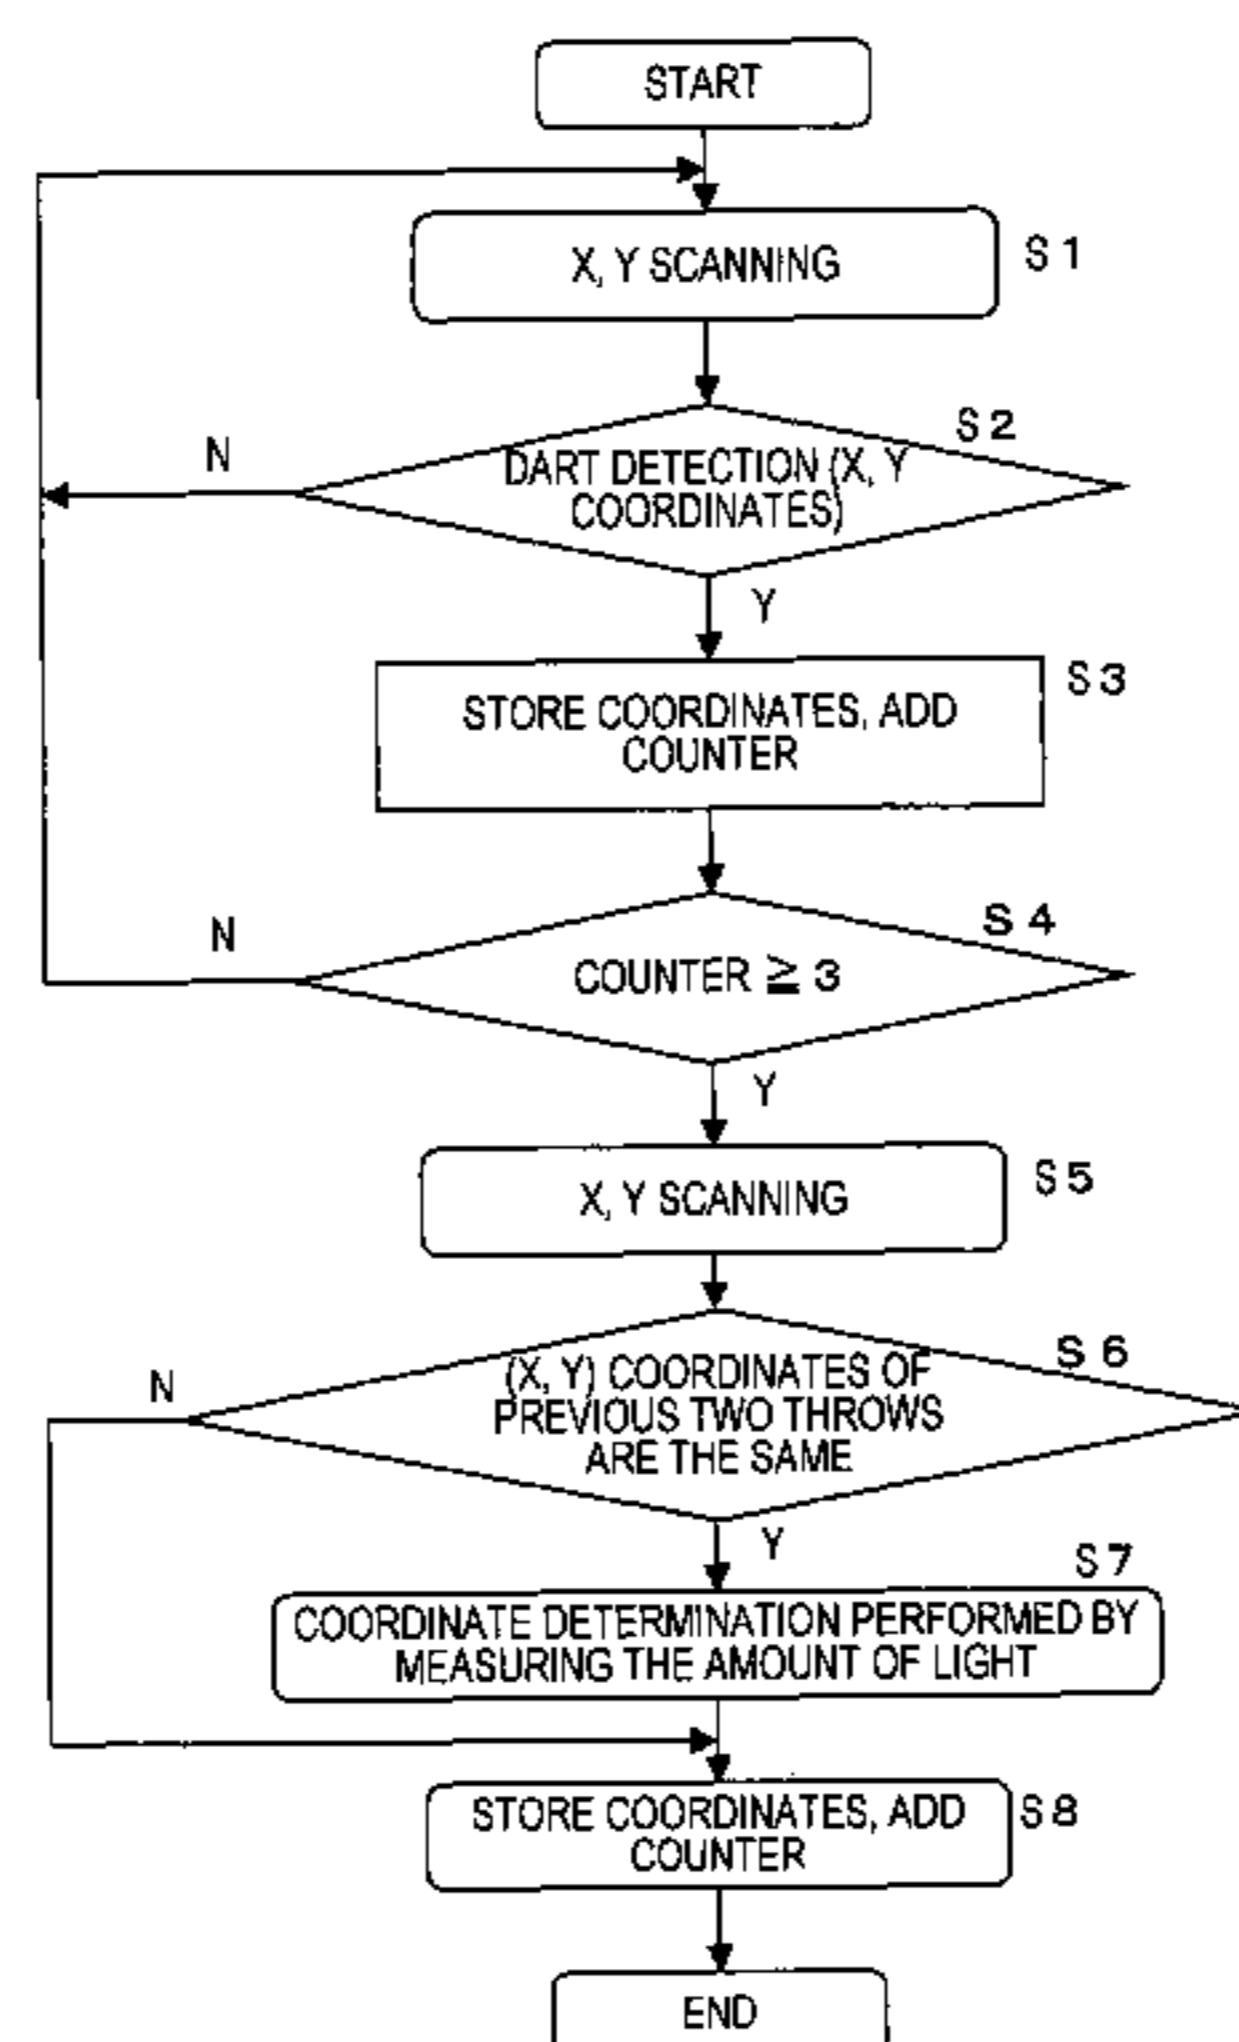 START
X, Y SCANNING
S1
S2
N
DART DETECTION (X, Y
COORDINATES)
Y
S3
STORE COORDINATES, ADD
COUNTER
S4
N
COUNTER ≧ 3
Y
X, Y SCANNING
S5
S6
N
(X, Y) COORDINATES OF
PREVIOUS TWO THROWS
ARE THE SAME
Y
S7
COORDINATE DETERMINATION PERFORMED BY
MEASURING THE AMOUNT OF LIGHT
STORE COORDINATES, ADD
COUNTER
S8
END